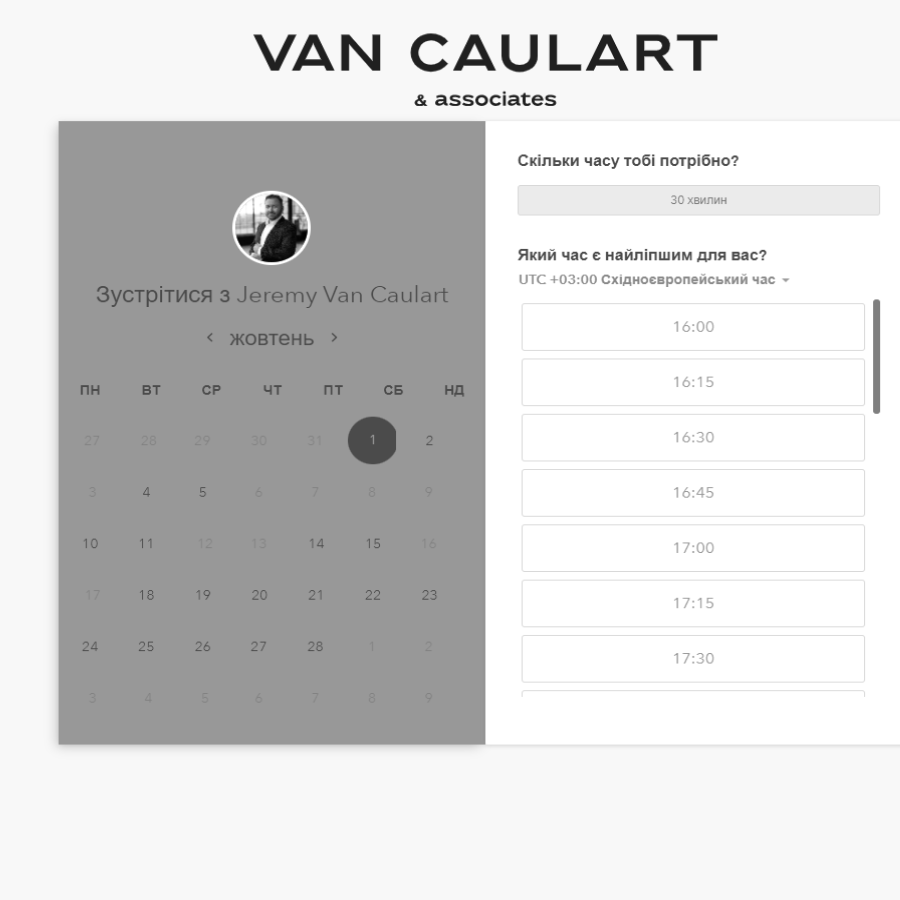 VAN CAULART
& associates
Зустрітися з Jeremy Van Caulart
жовтень
ПН ВТ СР ЧТ ПТ СБ НД
27 28 29 30 31 1 2
3 4 5 6 7 8 9
10 11 12 13 14 15 16
17 18 19 20 21 22 23
24 25 26 27 28 1 2
3 4 5 6 7 8 9
Скільки часу тобі потрібно?
30 хвилин
Який час є найліпшим для вас?
UTC +03:00 Східноєвропейський час
16:00
16:15
16:30
16:45
17:00
17:15
17:30